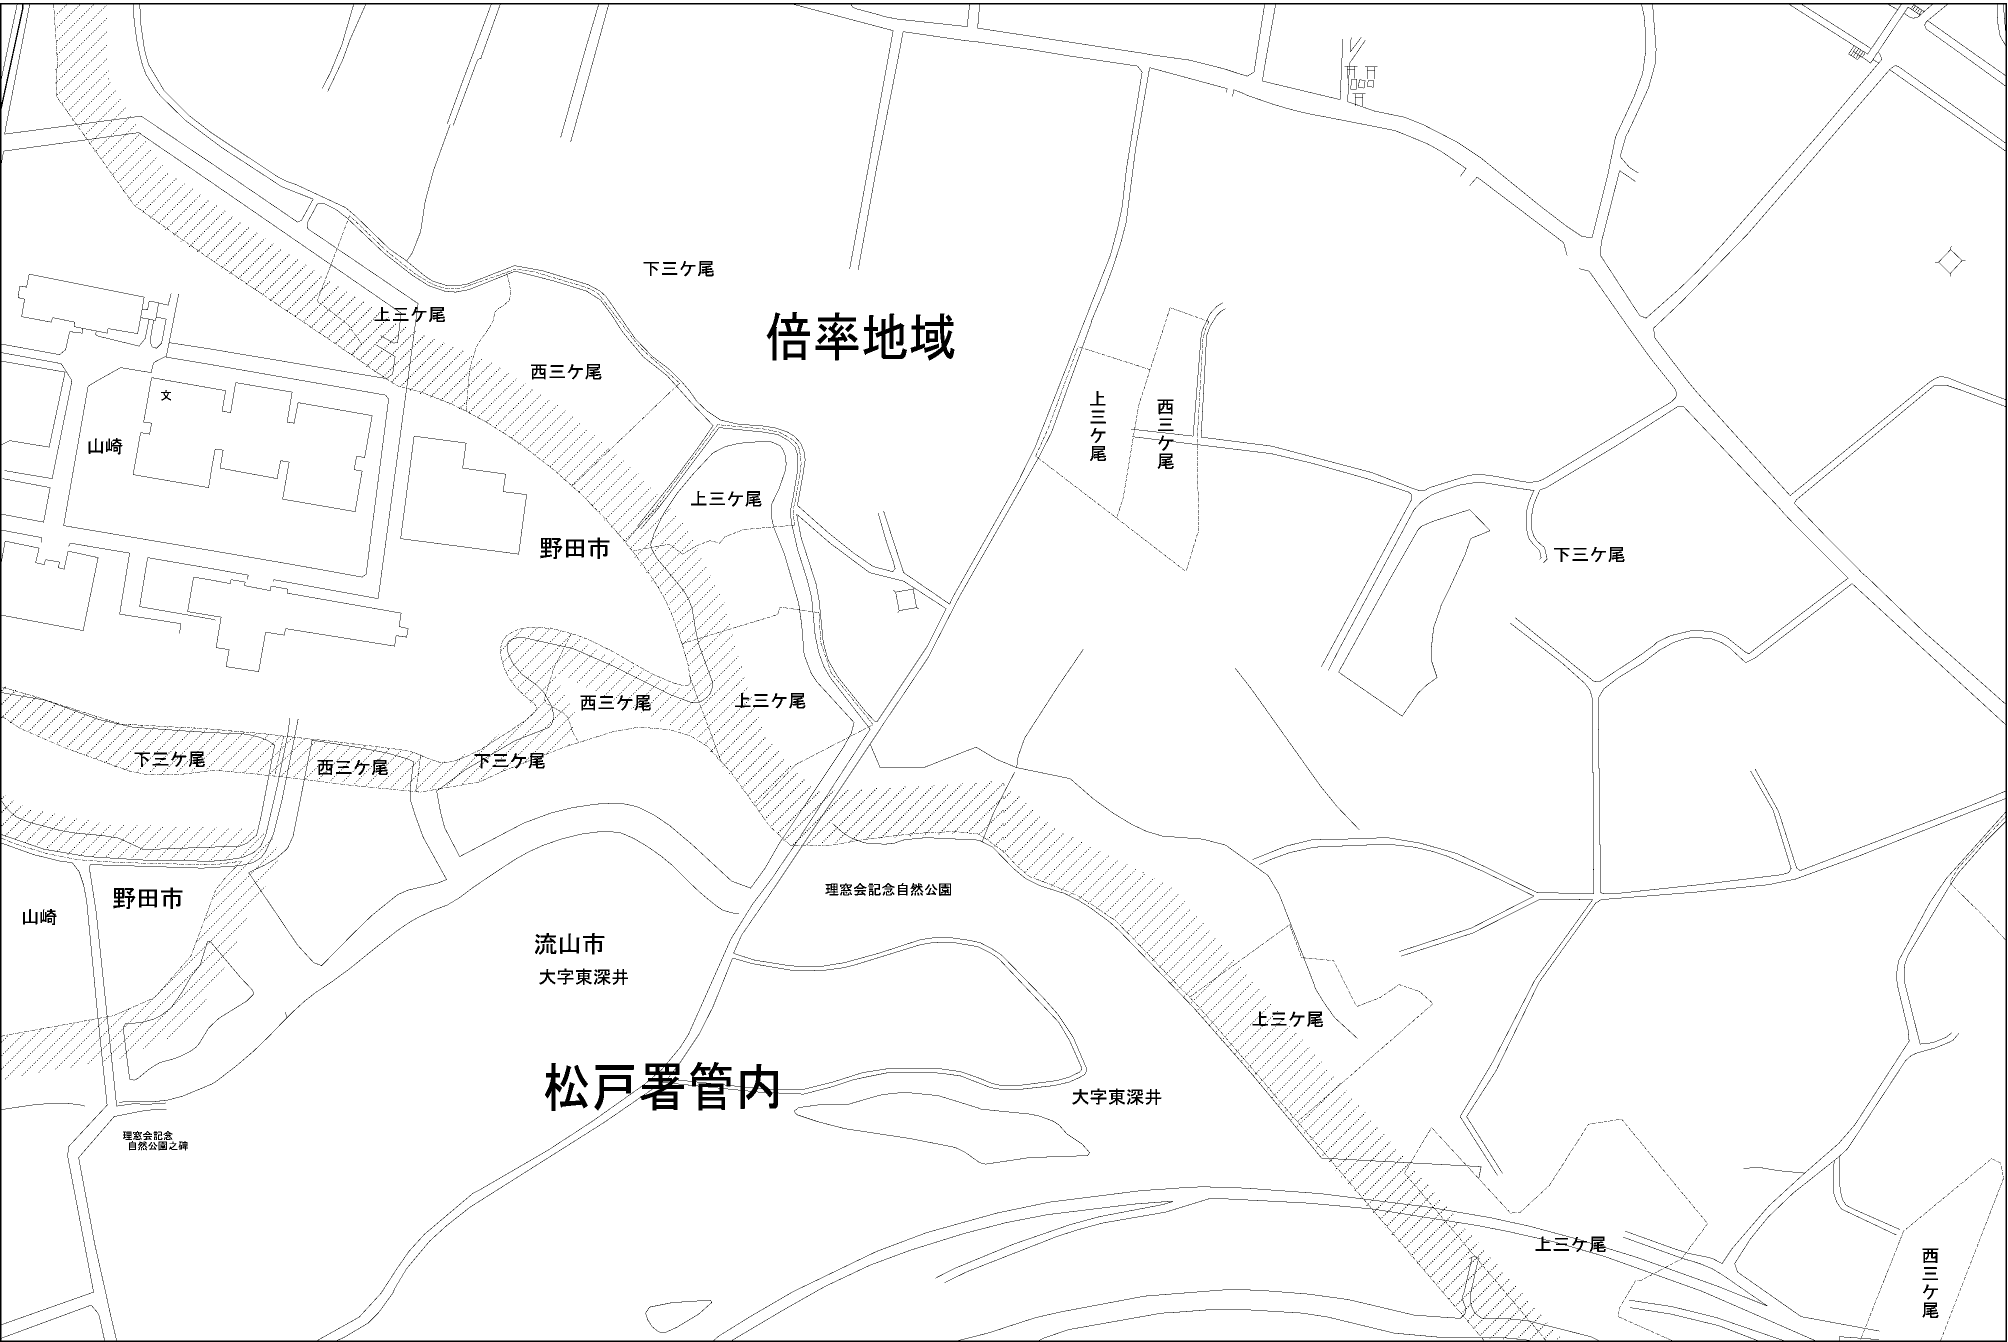 下三ケ尾
上三ケ尾
倍率地域
西三ケ尾
文
山崎
上三ケ尾
西三ケ尾
上三ケ尾
野田市
下三ケ尾
西三ケ尾
上三ケ尾
下三ケ尾
西三ケ尾
下三ケ尾
理窓会記念自然公園
野田市
山崎
流山市
大字東深井
上三ケ尾
松戸署管内
大字東深井
理窓会記念
自然公園之碑
上三ケ尾
西三ケ尾